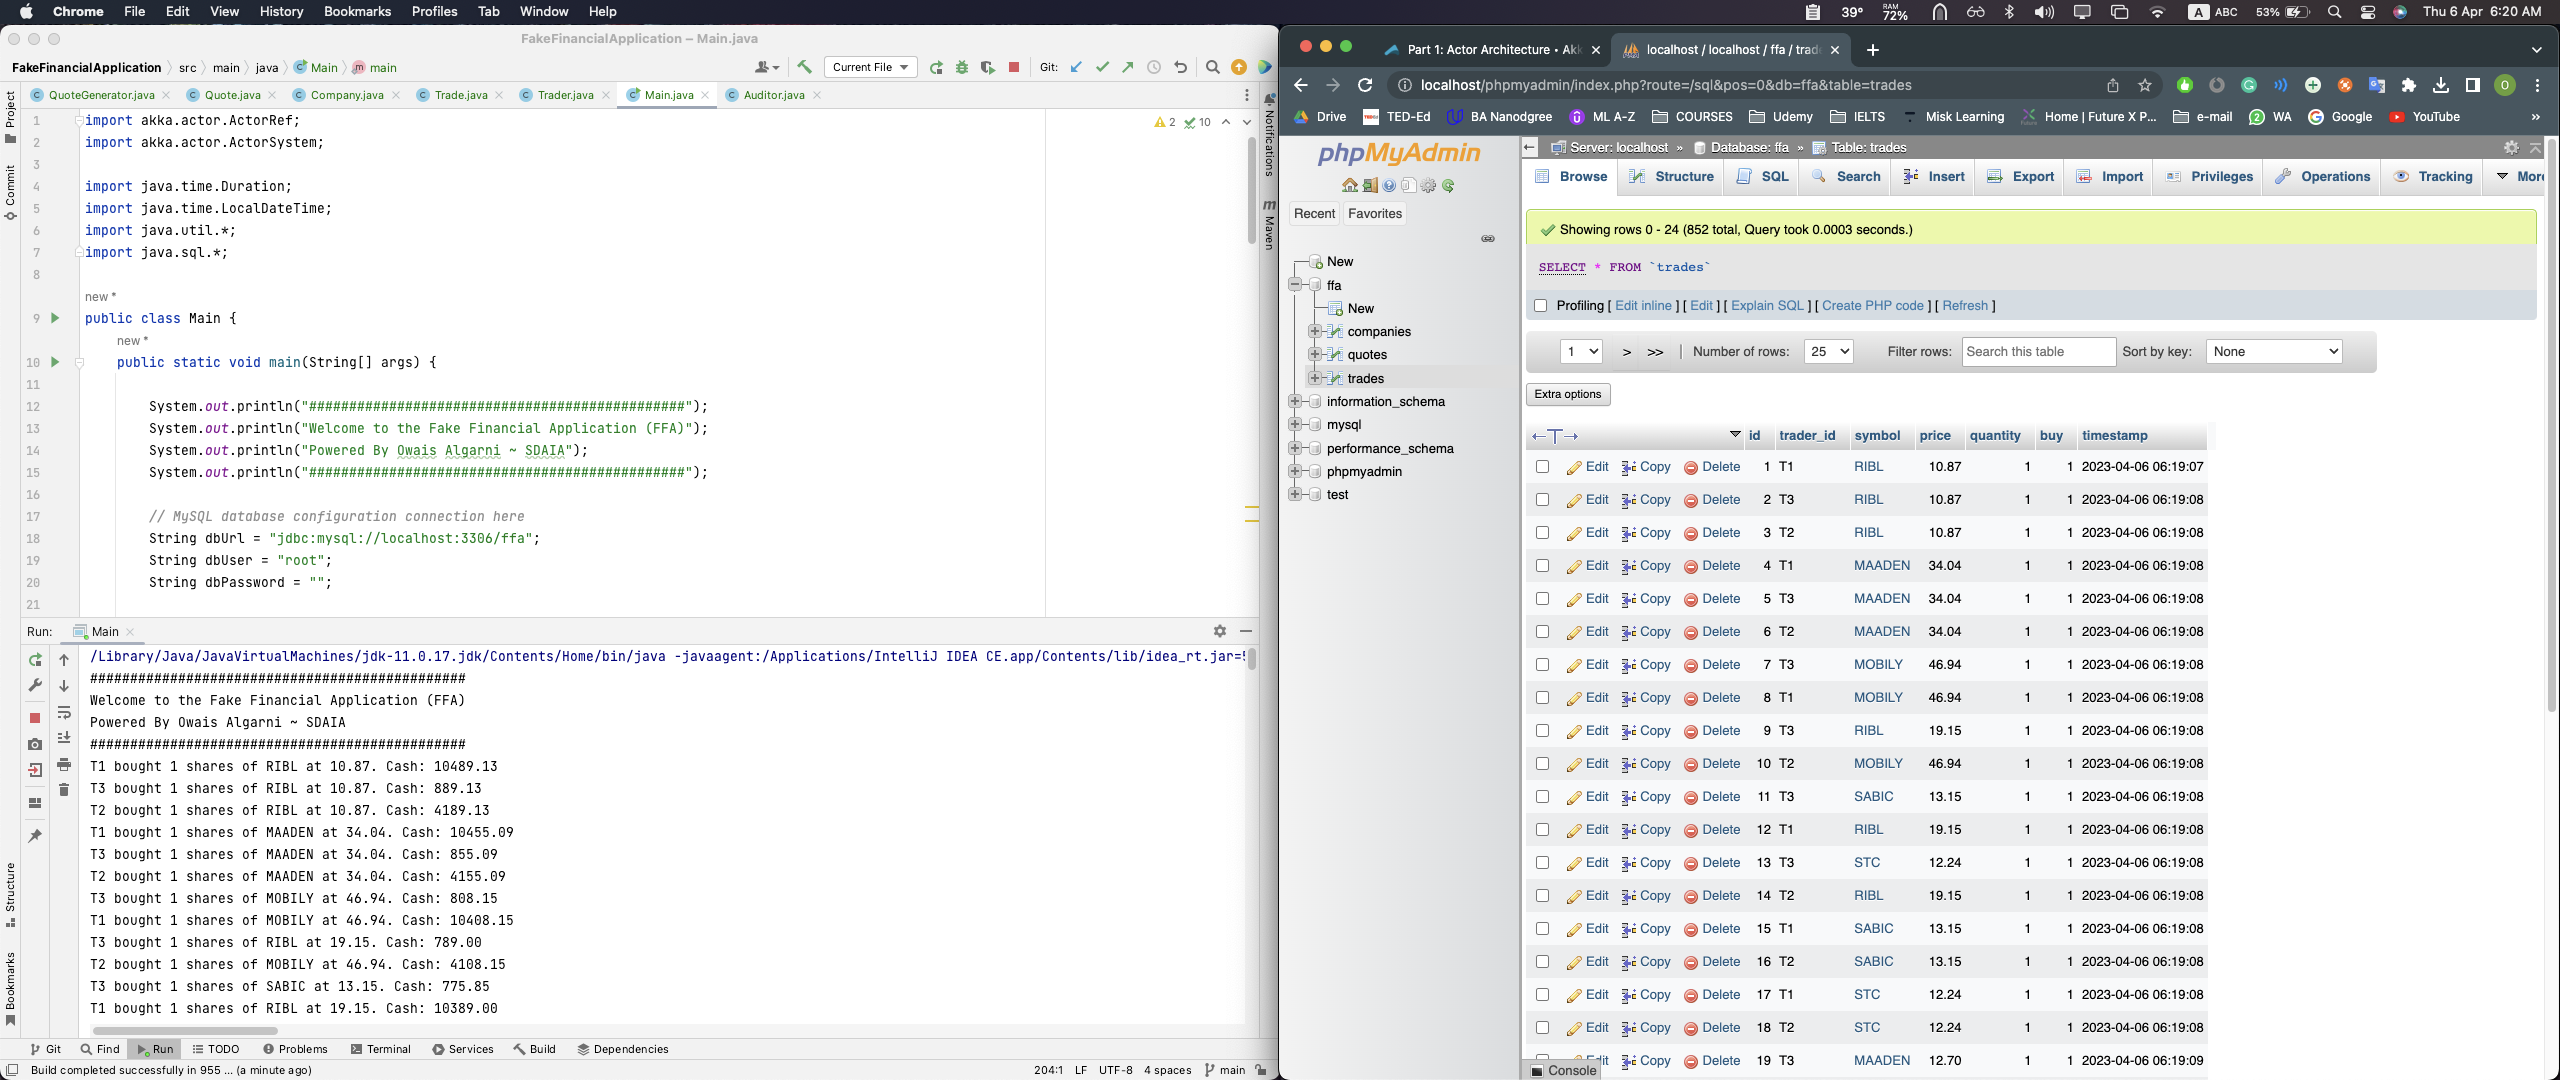 Chrome File Edit View History Bookmarks Profiles Tab Window Help
39° RAM 72% A ABC 53% Thu 6 Apr 6:20 AM
FakeFinancialApplication – Main.java
FakeFinancialApplication src main java Main main
Current File Git:
QuoteGenerator.java Quote.java Company.java Trade.java Trader.java Main.java Auditor.java
Project
Commit
Structure
Bookmarks
Notifications
m Maven
2 10
1 import akka.actor.ActorRef;
2 import akka.actor.ActorSystem;
3
4 import java.time.Duration;
5 import java.time.LocalDateTime;
6 import java.util.*;
7 import java.sql.*;
8
new *
9 public class Main {
new *
10 public static void main(String[] args) {
11
12 System.out.println("###############################################");
13 System.out.println("Welcome to the Fake Financial Application (FFA)");
14 System.out.println("Powered By Owais Algarni ~ SDAIA");
15 System.out.println("###############################################");
16
17 // MySQL database configuration connection here
18 String dbUrl = "jdbc:mysql://localhost:3306/ffa";
19 String dbUser = "root";
20 String dbPassword = "";
21
Run: Main
/Library/Java/JavaVirtualMachines/jdk-11.0.17.jdk/Contents/Home/bin/java -javaagent:/Applications/IntelliJ IDEA CE.app/Contents/lib/idea_rt.jar=
###############################################
Welcome to the Fake Financial Application (FFA)
Powered By Owais Algarni ~ SDAIA
###############################################
T1 bought 1 shares of RIBL at 10.87. Cash: 10489.13
T3 bought 1 shares of RIBL at 10.87. Cash: 889.13
T2 bought 1 shares of RIBL at 10.87. Cash: 4189.13
T1 bought 1 shares of MAADEN at 34.04. Cash: 10455.09
T3 bought 1 shares of MAADEN at 34.04. Cash: 855.09
T2 bought 1 shares of MAADEN at 34.04. Cash: 4155.09
T3 bought 1 shares of MOBILY at 46.94. Cash: 808.15
T1 bought 1 shares of MOBILY at 46.94. Cash: 10408.15
T3 bought 1 shares of RIBL at 19.15. Cash: 789.00
T2 bought 1 shares of MOBILY at 46.94. Cash: 4108.15
T3 bought 1 shares of SABIC at 13.15. Cash: 775.85
T1 bought 1 shares of RIBL at 19.15. Cash: 10389.00
Git Find Run TODO Problems Terminal Services Build Dependencies
Build completed successfully in 955 ... (a minute ago) 204:1 LF UTF-8 4 spaces main
Part 1: Actor Architecture • Akk localhost / localhost / ffa / trad
localhost/phpmyadmin/index.php?route=/sql&pos=0&db=ffa&table=trades
Drive TED-Ed BA Nanodgree ML A-Z COURSES Udemy IELTS Misk Learning Home | Future X P... e-mail WA Google YouTube »
phpMyAdmin
Recent Favorites
New
ffa
New
companies
quotes
trades
information_schema
mysql
performance_schema
phpmyadmin
test
Server: localhost » Database: ffa » Table: trades
Browse Structure SQL Search Insert Export Import Privileges Operations Tracking More
Showing rows 0 - 24 (852 total, Query took 0.0003 seconds.)
SELECT * FROM `trades`
Profiling [ Edit inline ] [ Edit ] [ Explain SQL ] [ Create PHP code ] [ Refresh ]
1 > >> | Number of rows: 25 Filter rows: Search this table Sort by key: None
Extra options
←T→ id trader_id symbol price quantity buy timestamp
Edit Copy Delete 1 T1 RIBL 10.87 1 1 2023-04-06 06:19:07
Edit Copy Delete 2 T3 RIBL 10.87 1 1 2023-04-06 06:19:08
Edit Copy Delete 3 T2 RIBL 10.87 1 1 2023-04-06 06:19:08
Edit Copy Delete 4 T1 MAADEN 34.04 1 1 2023-04-06 06:19:08
Edit Copy Delete 5 T3 MAADEN 34.04 1 1 2023-04-06 06:19:08
Edit Copy Delete 6 T2 MAADEN 34.04 1 1 2023-04-06 06:19:08
Edit Copy Delete 7 T3 MOBILY 46.94 1 1 2023-04-06 06:19:08
Edit Copy Delete 8 T1 MOBILY 46.94 1 1 2023-04-06 06:19:08
Edit Copy Delete 9 T3 RIBL 19.15 1 1 2023-04-06 06:19:08
Edit Copy Delete 10 T2 MOBILY 46.94 1 1 2023-04-06 06:19:08
Edit Copy Delete 11 T3 SABIC 13.15 1 1 2023-04-06 06:19:08
Edit Copy Delete 12 T1 RIBL 19.15 1 1 2023-04-06 06:19:08
Edit Copy Delete 13 T3 STC 12.24 1 1 2023-04-06 06:19:08
Edit Copy Delete 14 T2 RIBL 19.15 1 1 2023-04-06 06:19:08
Edit Copy Delete 15 T1 SABIC 13.15 1 1 2023-04-06 06:19:08
Edit Copy Delete 16 T2 SABIC 13.15 1 1 2023-04-06 06:19:08
Edit Copy Delete 17 T1 STC 12.24 1 1 2023-04-06 06:19:08
Edit Copy Delete 18 T2 STC 12.24 1 1 2023-04-06 06:19:08
Edit Copy Delete 19 T3 MAADEN 12.70 1 1 2023-04-06 06:19:09
Console